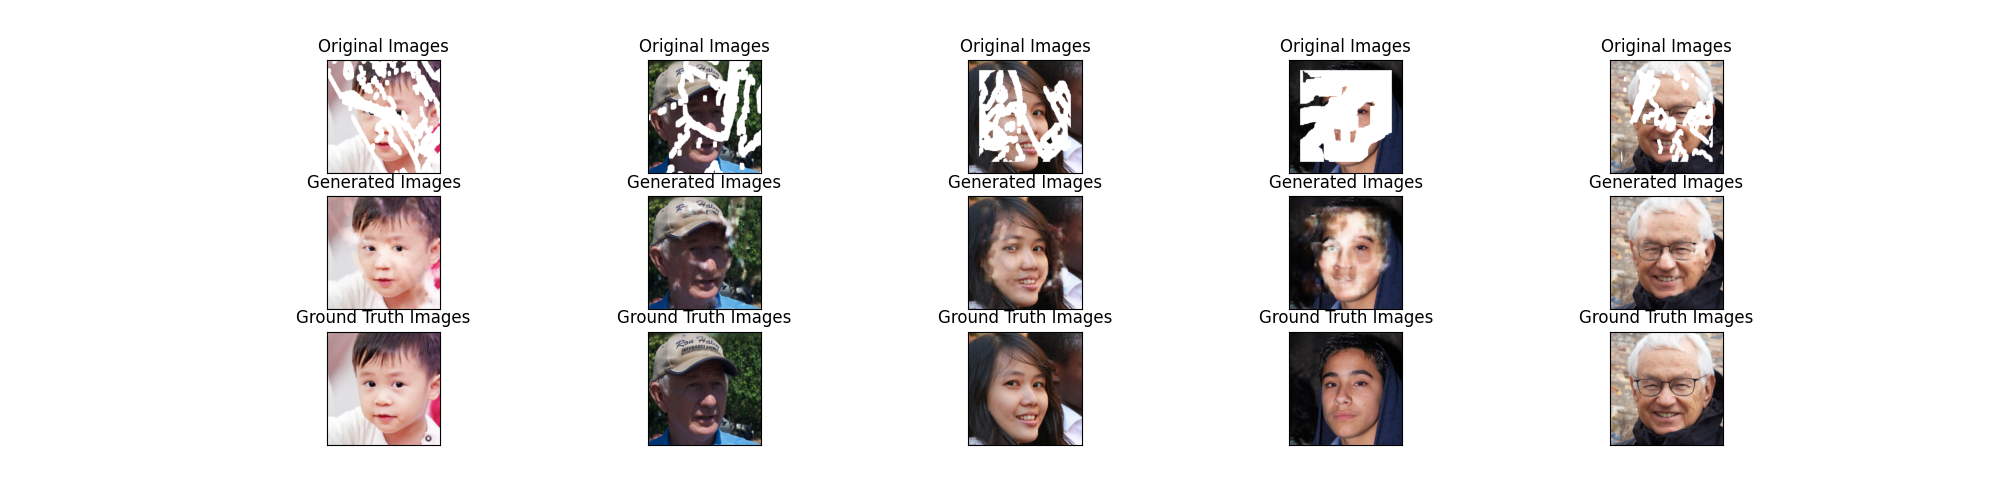 Original Images Original Images Original Images Original Images Original Images
Generated Images Generated Images Generated Images Generated Images Generated Images
Ground Truth Images Ground Truth Images Ground Truth Images Ground Truth Images Ground Truth Images
Ron